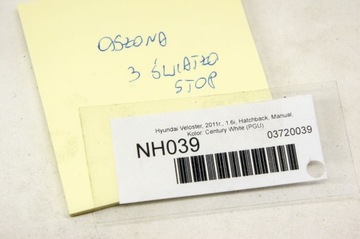 OSŁONA
3 ŚWIATŁO
STOP
Hyundai Veloster, 2011r., 1.6i, Hatchback, Manual,
Kolor: Century White (PGU)
NH039
03720039